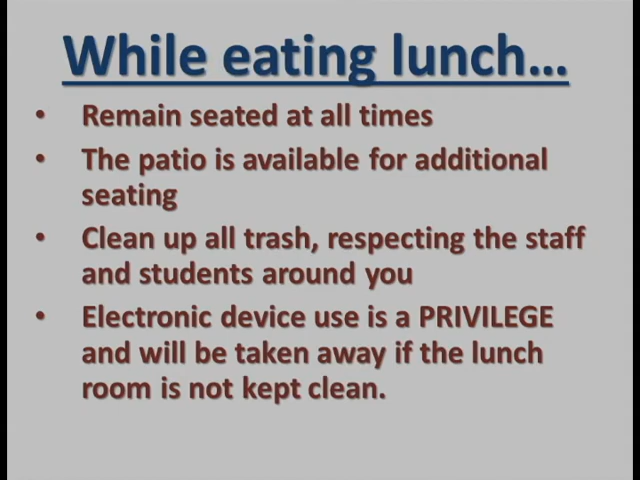 While eating lunch…
• Remain seated at all times
• The patio is available for additional
seating
• Clean up all trash, respecting the staff
and students around you
• Electronic device use is a PRIVILEGE
and will be taken away if the lunch
room is not kept clean.